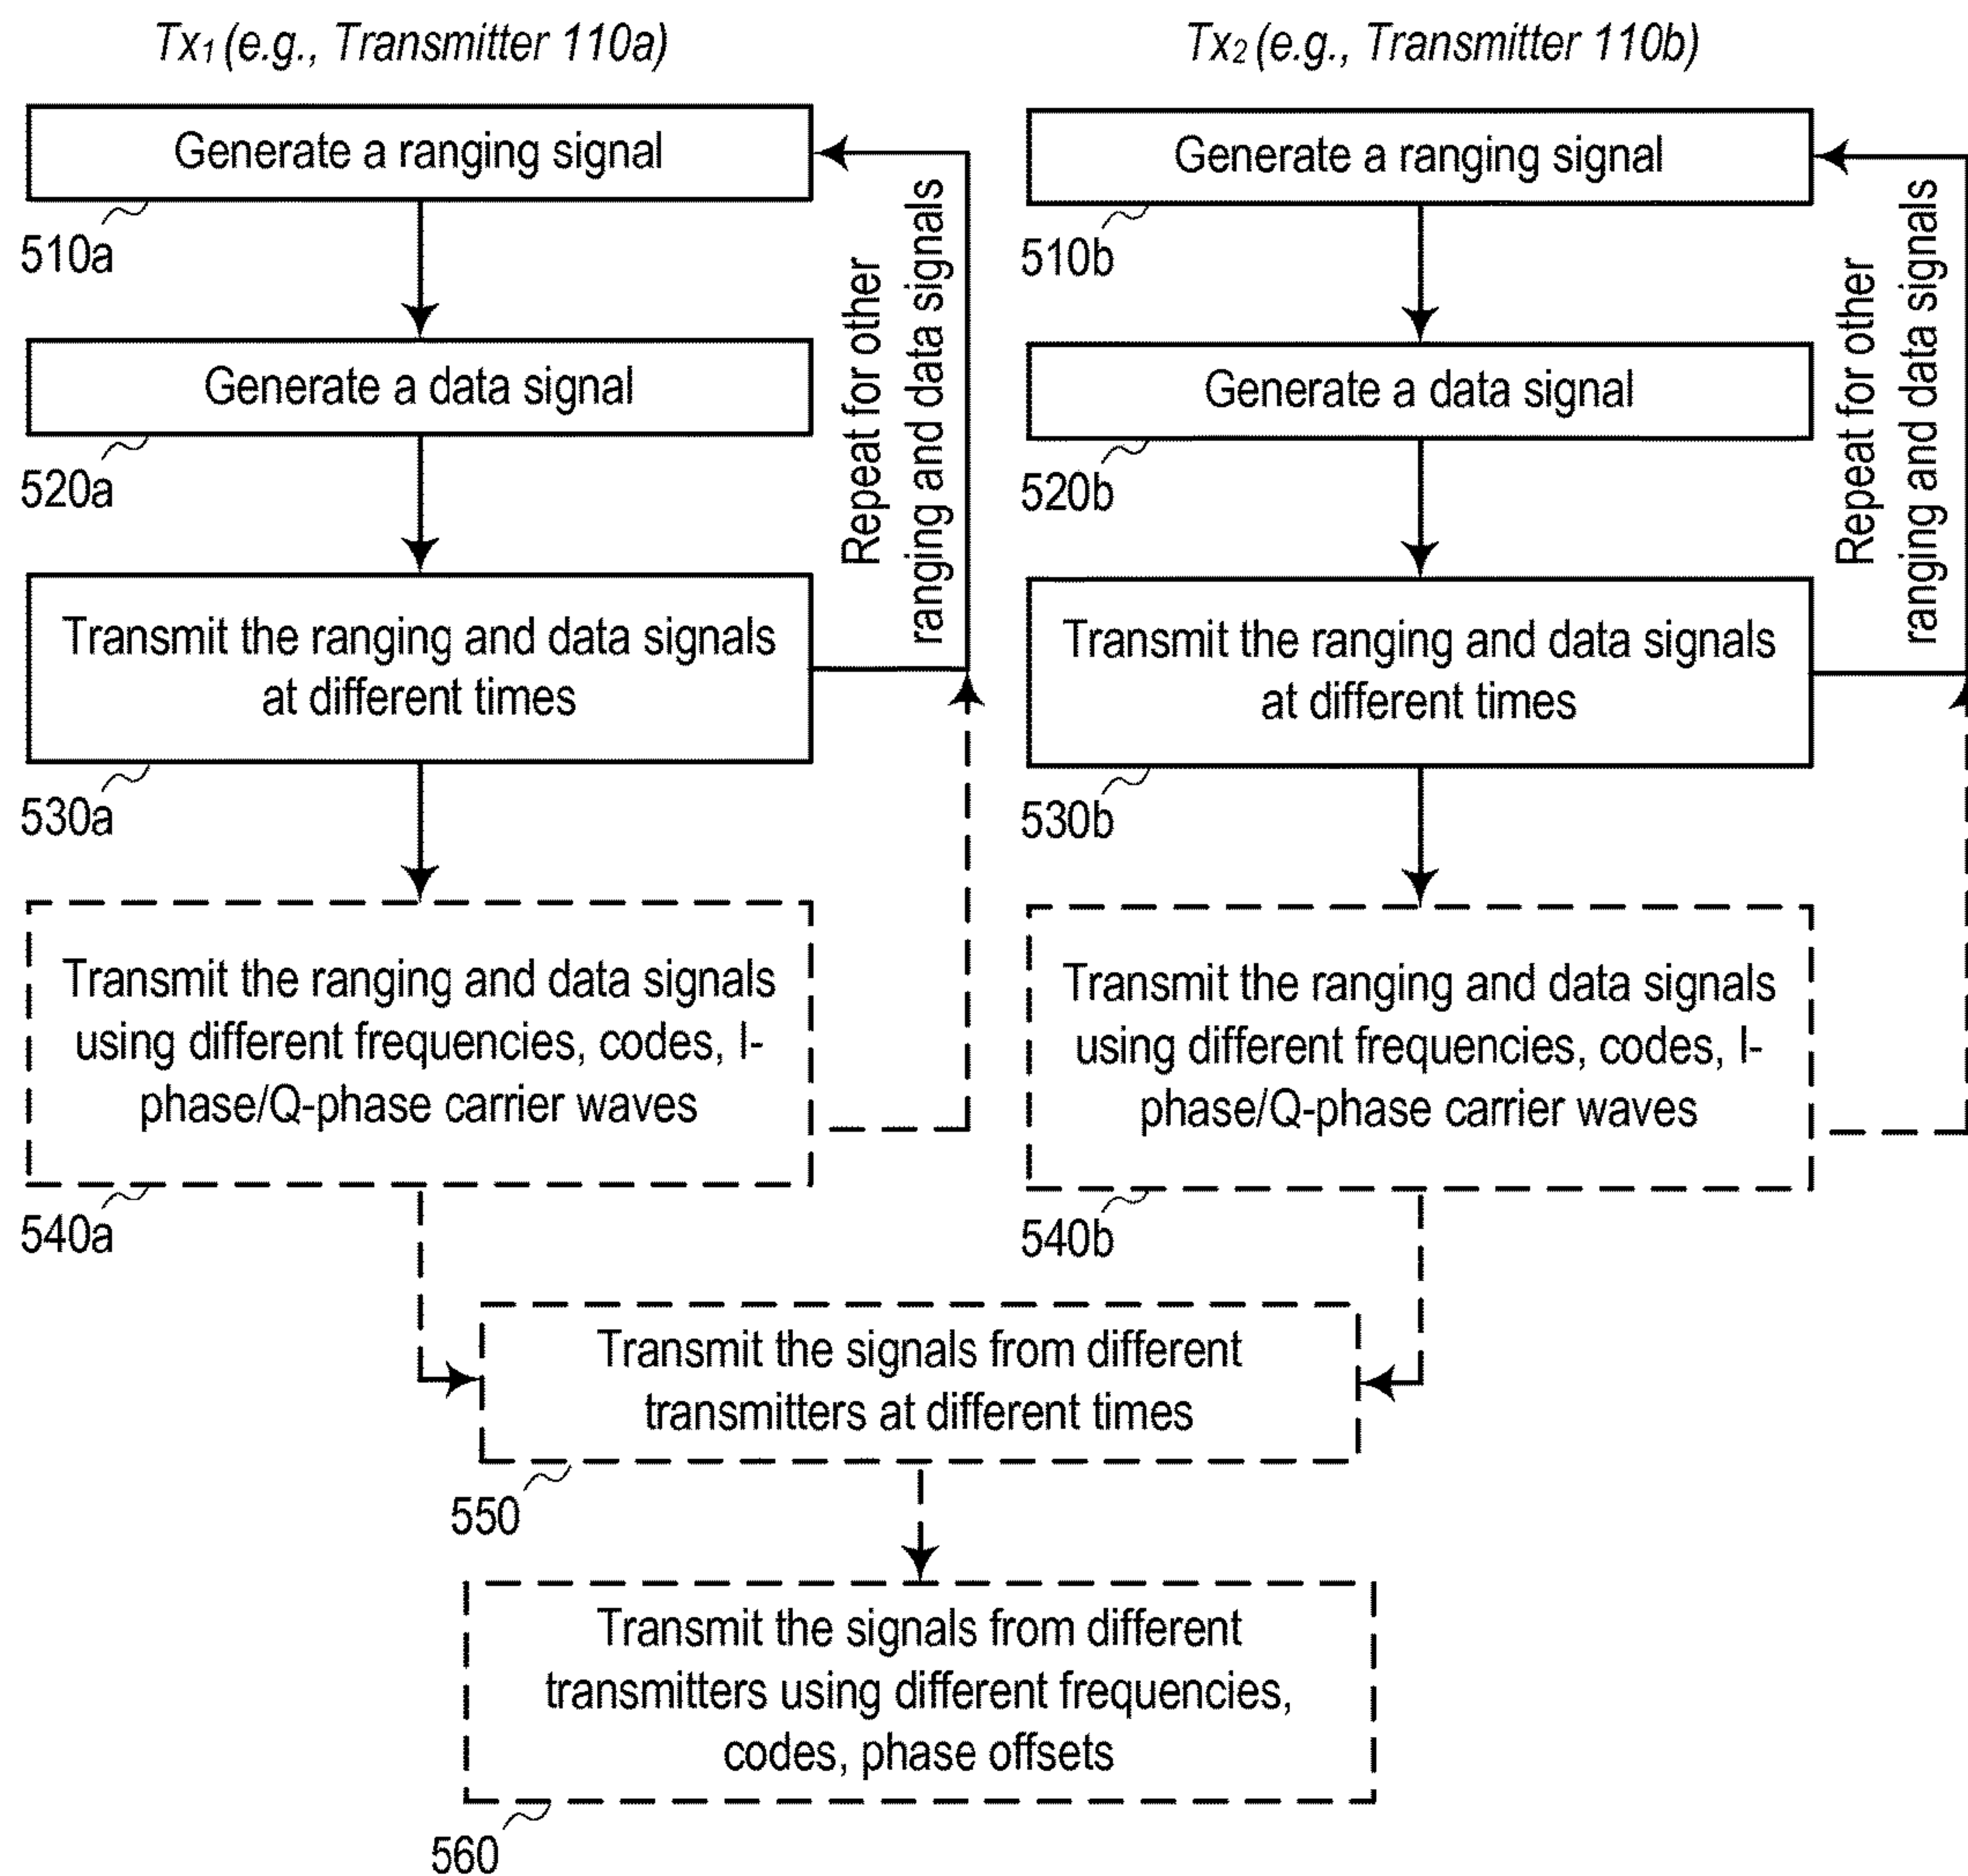 Tx1 (e.g., Transmitter 110a)
Generate a ranging signal
510a
Generate a data signal
520a
Transmit the ranging and data signals
at different times
530a
Repeat for other
ranging and data signals
Transmit the ranging and data signals
using different frequencies, codes, I-
phase/Q-phase carrier waves
540a
Tx2 (e.g., Transmitter 110b)
Generate a ranging signal
510b
Generate a data signal
520b
Transmit the ranging and data signals
at different times
530b
Repeat for other
ranging and data signals
Transmit the ranging and data signals
using different frequencies, codes, I-
phase/Q-phase carrier waves
540b
Transmit the signals from different
transmitters at different times
550
Transmit the signals from different
transmitters using different frequencies,
codes, phase offsets
560